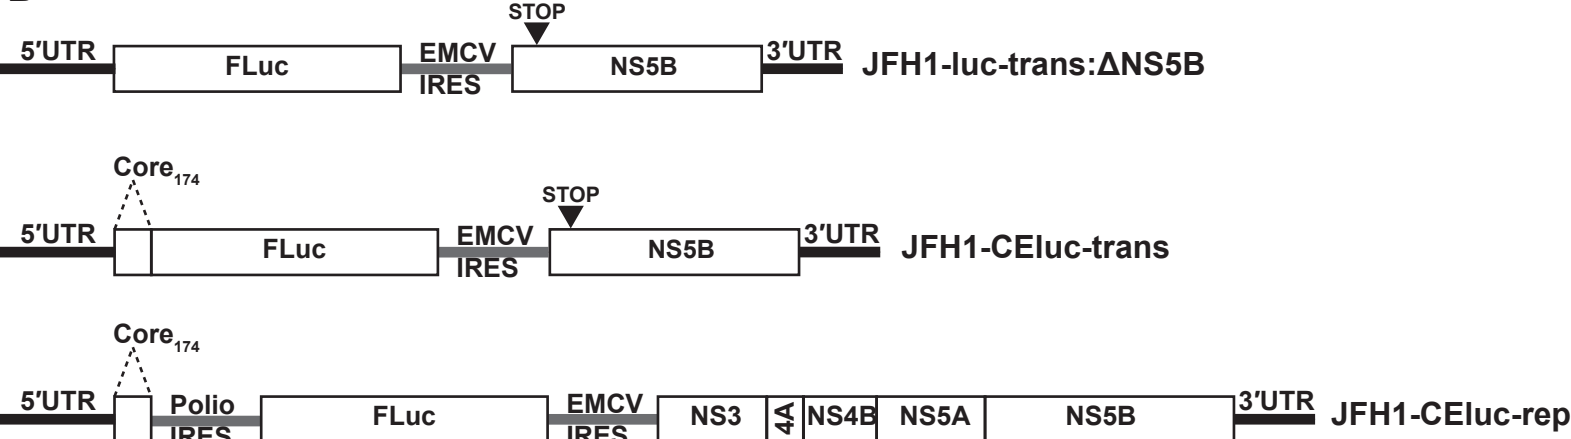 STOP
5′UTR FLuc EMCV IRES NS5B 3′UTR JFH1-luc-trans:ΔNS5B
Core174
STOP
5′UTR FLuc EMCV IRES NS5B 3′UTR JFH1-CEluc-trans
Core174
5′UTR Polio IRES FLuc EMCV IRES NS3 4A NS4B NS5A NS5B 3′UTR JFH1-CEluc-rep